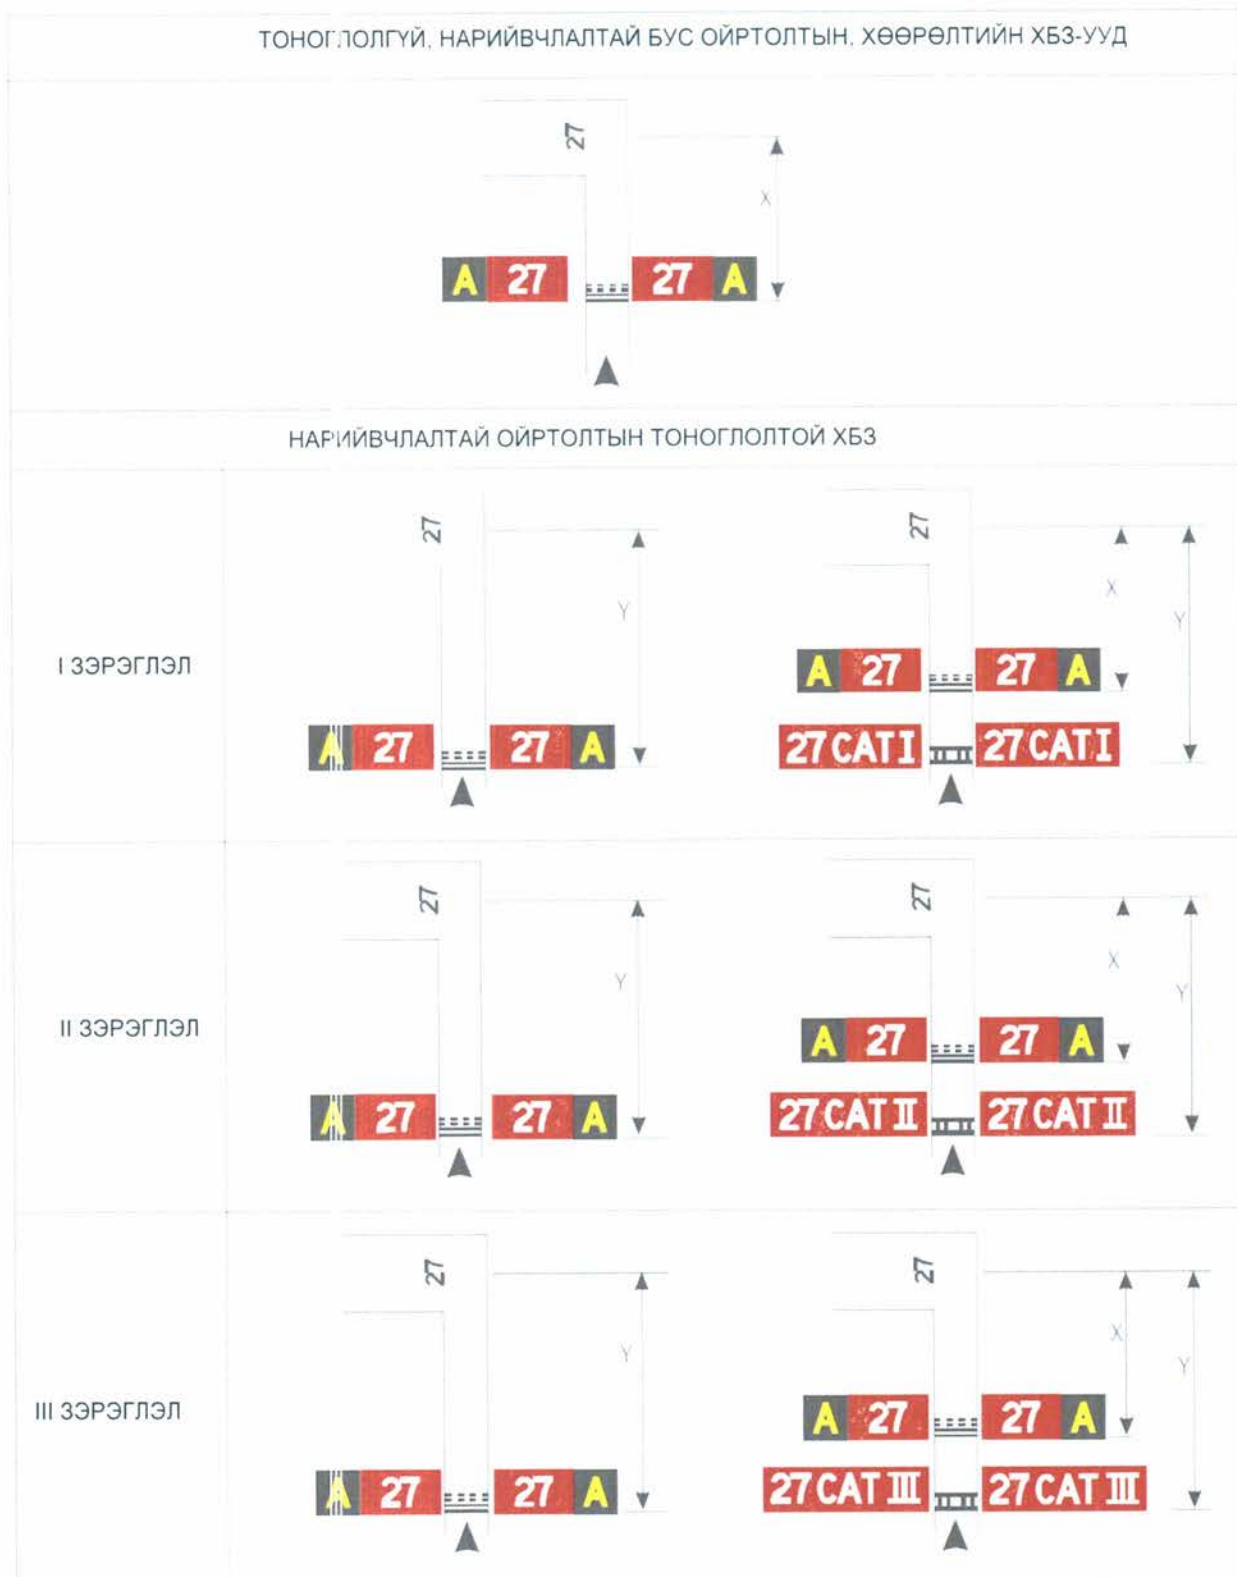 ТОНОГЛОЛГҮЙ, НАРИЙВЧЛАЛТАЙ БУС ОЙРТОЛТЫН, ХӨӨРӨЛТИЙН ХБЗ-УУД
27
X
A 27 27 A
НАРИЙВЧЛАЛТАЙ ОЙРТОЛТЫН ТОНОГЛОЛТОЙ ХБЗ
I ЗЭРЭГЛЭЛ
27
Y
A 27 27 A
27
X
Y
A 27 27 A
27 CAT I 27 CAT I
II ЗЭРЭГЛЭЛ
27
Y
A 27 27 A
27
X
Y
A 27 27 A
27 CAT II 27 CAT II
III ЗЭРЭГЛЭЛ
27
Y
A 27 27 A
27
X
Y
A 27 27 A
27 CAT III 27 CAT III